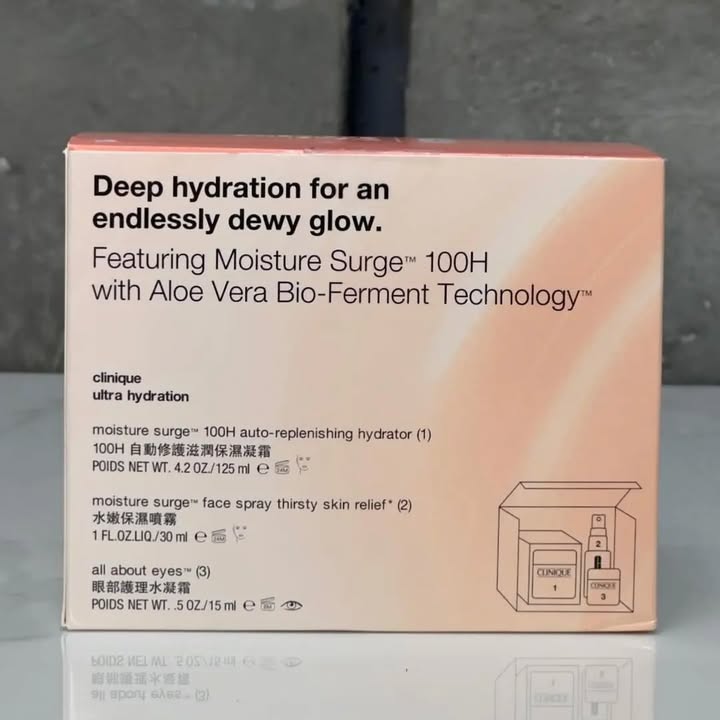 Deep hydration for an
endlessly dewy glow.
Featuring Moisture Surge™ 100H
with Aloe Vera Bio-Ferment Technology™
clinique
ultra hydration
moisture surge™ 100H auto-replenishing hydrator (1)
100H 自動修護滋潤保濕凝霜
POIDS NET WT. 4.2 OZ./125 ml ℮ 24M
moisture surge™ face spray thirsty skin relief* (2)
水嫩保濕噴霧
1 FL.OZ.LIQ./30 ml ℮ 24M
all about eyes™ (3)
眼部護理水凝霜
POIDS NET WT. .5 OZ./15 ml ℮
CLINIQUE
1
2
CLINIQUE
3